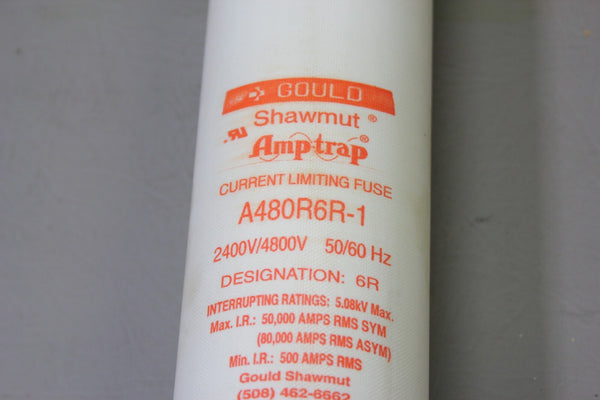 GOULD
Shawmut ®
Amp-trap®
CURRENT LIMITING FUSE
A480R6R-1
2400V/4800V 50/60 Hz
DESIGNATION: 6R
INTERRUPTING RATINGS: 5.08kV Max.
Max. I.R.: 50,000 AMPS RMS SYM
(80,000 AMPS RMS ASYM)
Min. I.R.: 500 AMPS RMS
Gould Shawmut
(508) 462-6662